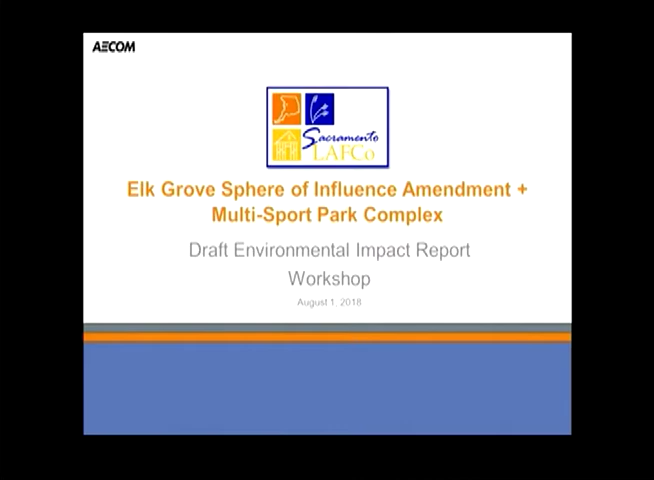 AECOM
Sacramento
LAFCo
Elk Grove Sphere of Influence Amendment +
Multi-Sport Park Complex
Draft Environmental Impact Report
Workshop
August 1, 2018